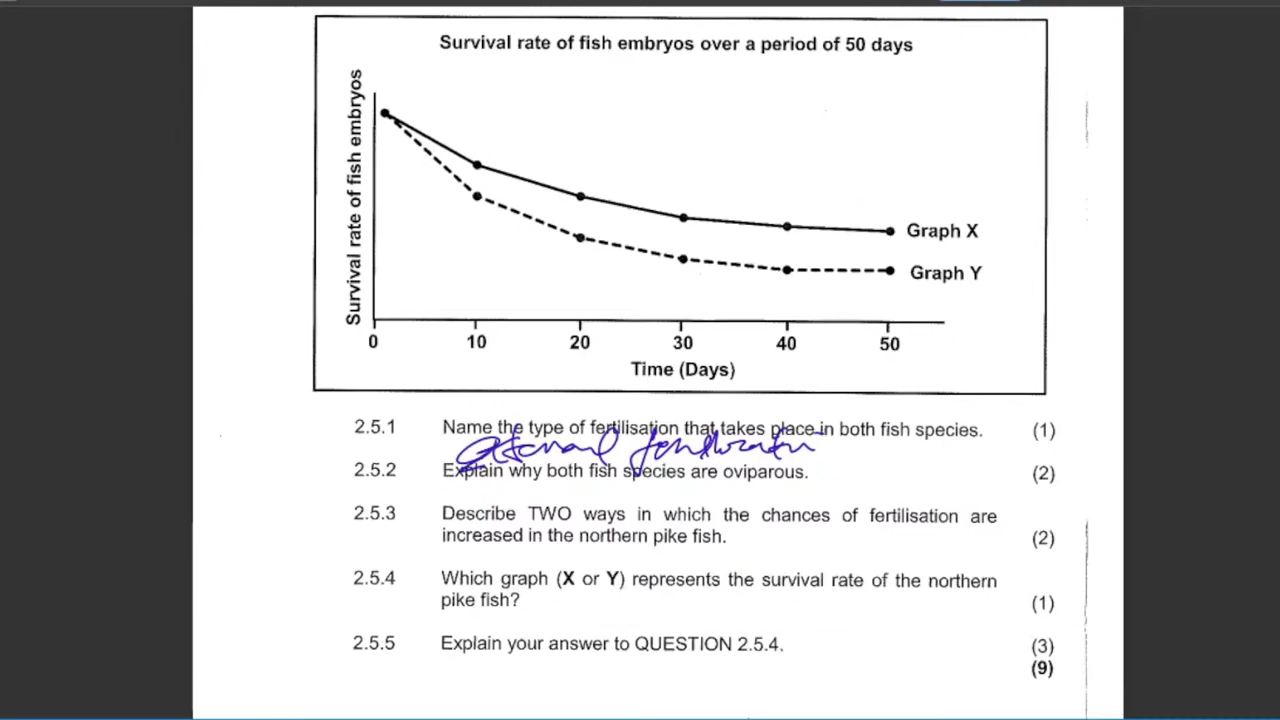 Survival rate of fish embryos over a period of 50 days
Survival rate of fish embryos
Graph X
Graph Y
0 10 20 30 40 50
Time (Days)
2.5.1 Name the type of fertilisation that takes place in both fish species. (1)
external fertilization
2.5.2 Explain why both fish species are oviparous. (2)
2.5.3 Describe TWO ways in which the chances of fertilisation are
increased in the northern pike fish. (2)
2.5.4 Which graph (X or Y) represents the survival rate of the northern
pike fish? (1)
2.5.5 Explain your answer to QUESTION 2.5.4. (3)
(9)